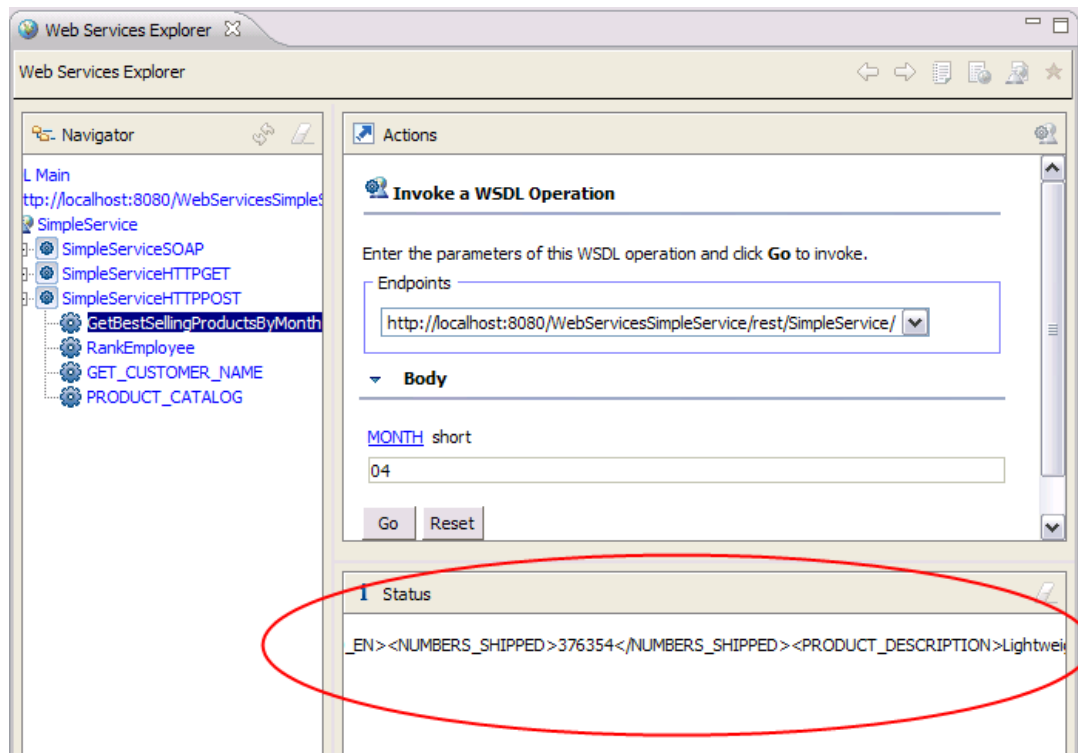 Web Services Explorer
Web Services Explorer
Navigator
L Main
ttp://localhost:8080/WebServicesSimpleS
SimpleService
SimpleServiceSOAP
SimpleServiceHTTPGET
SimpleServiceHTTPPOST
GetBestSellingProductsByMonth
RankEmployee
GET_CUSTOMER_NAME
PRODUCT_CATALOG
Actions
Invoke a WSDL Operation
Enter the parameters of this WSDL operation and click Go to invoke.
Endpoints
http://localhost:8080/WebServicesSimpleService/rest/SimpleService/
Body
MONTH short
04
Go Reset
i Status
_EN><NUMBERS_SHIPPED>376354</NUMBERS_SHIPPED><PRODUCT_DESCRIPTION>Lightwei